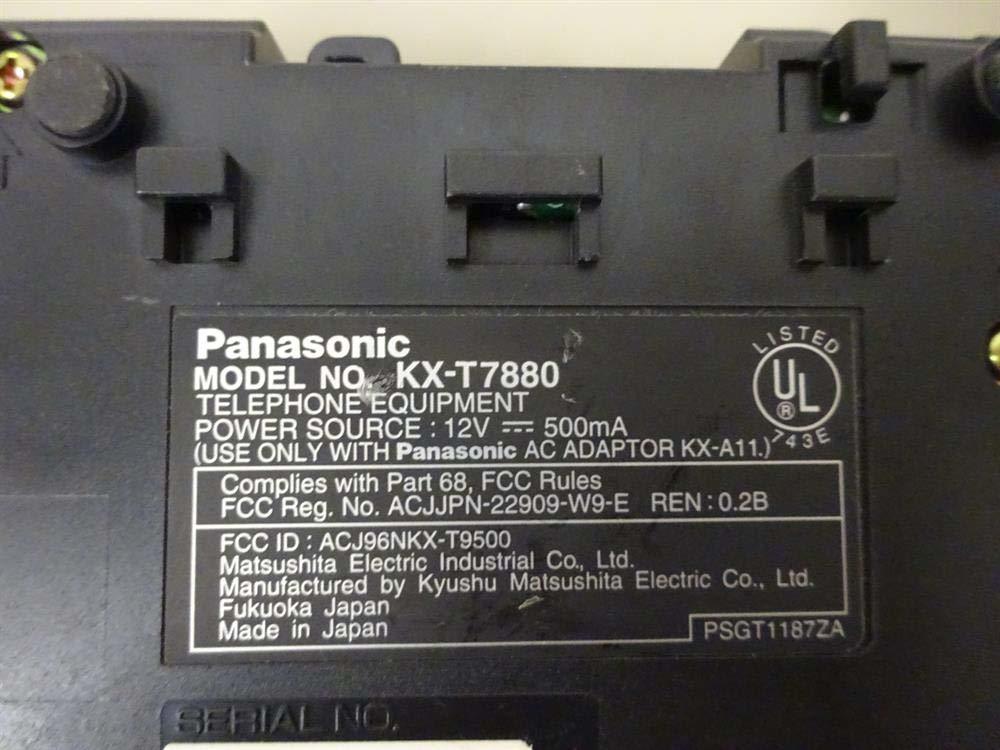 Panasonic
MODEL NO. KX-T7880
TELEPHONE EQUIPMENT
POWER SOURCE : 12V ⎓ 500mA
(USE ONLY WITH Panasonic AC ADAPTOR KX-A11.)
LISTED
UL
®
743E
Complies with Part 68, FCC Rules
FCC Reg. No. ACJJPN-22909-W9-E REN : 0.2B
FCC ID : ACJ96NKX-T9500
Matsushita Electric Industrial Co., Ltd.
Manufactured by Kyushu Matsushita Electric Co., Ltd.
Fukuoka Japan
Made in Japan
PSGT1187ZA
SERIAL NO.